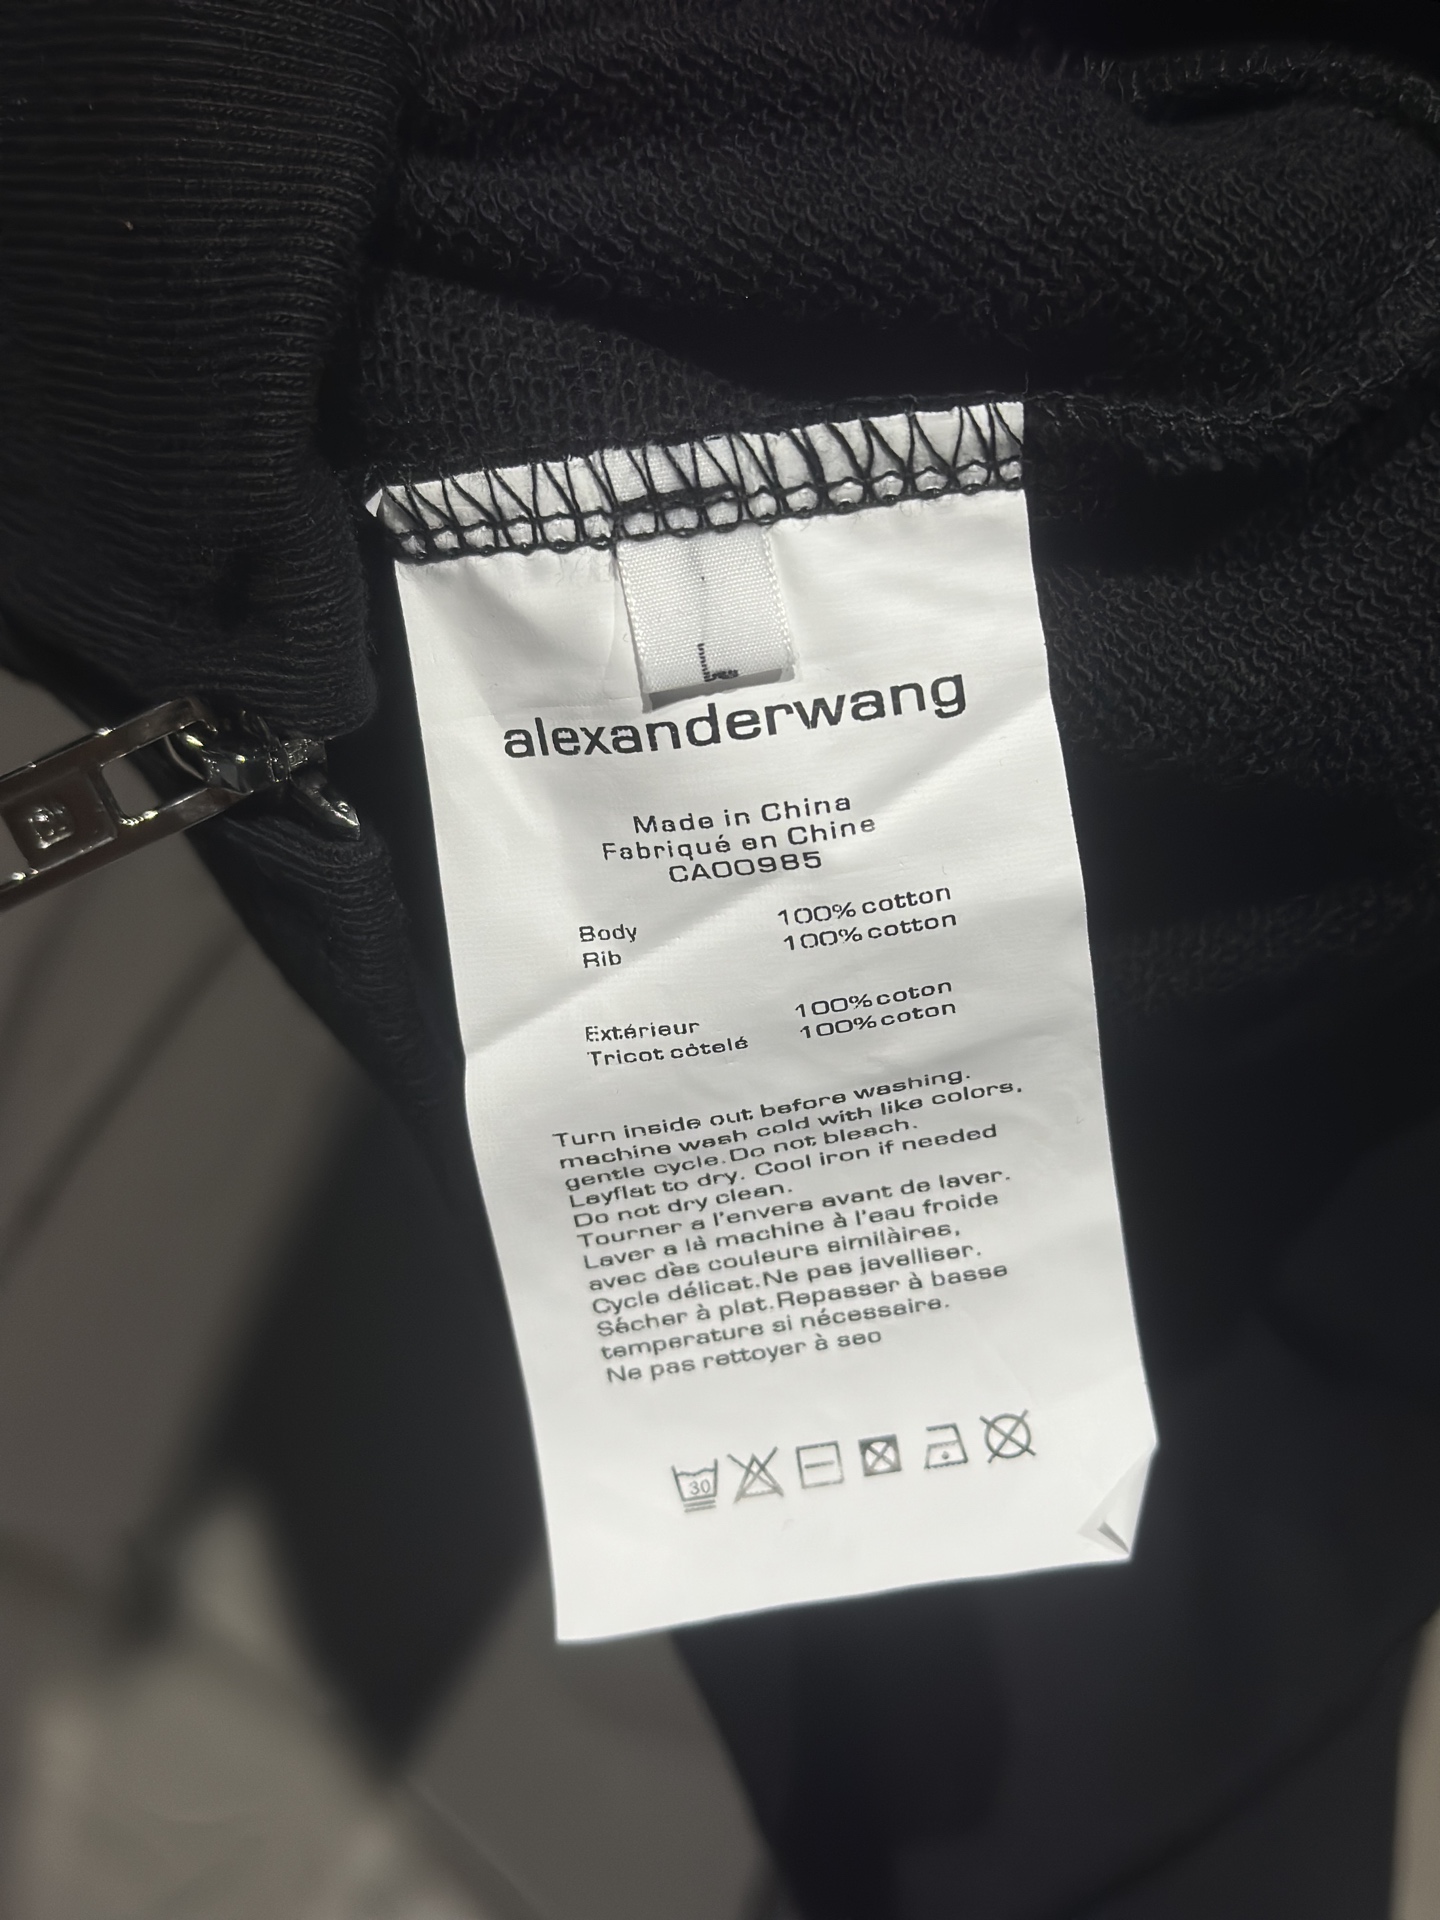 L
alexanderwang
Made in China
Fabriqué en Chine
CA00985
Body 100% cotton
Rib 100% cotton
Extérieur 100% coton
Tricot còtelé 100% coton
Turn inside out before washing.
machine wash cold with like colors,
gentle cycle. Do not bleach.
Layflat to dry. Cool iron if needed
Do not dry clean.
Tourner a l'envers avant de laver.
Laver a là machine à l'eau froide
avec dès couleurs similàires,
Cycle délicat. Ne pas javelliser.
Sécher à plat. Repasser à basse
temperature si nécessaire.
Ne pas rettoyer à seo
30